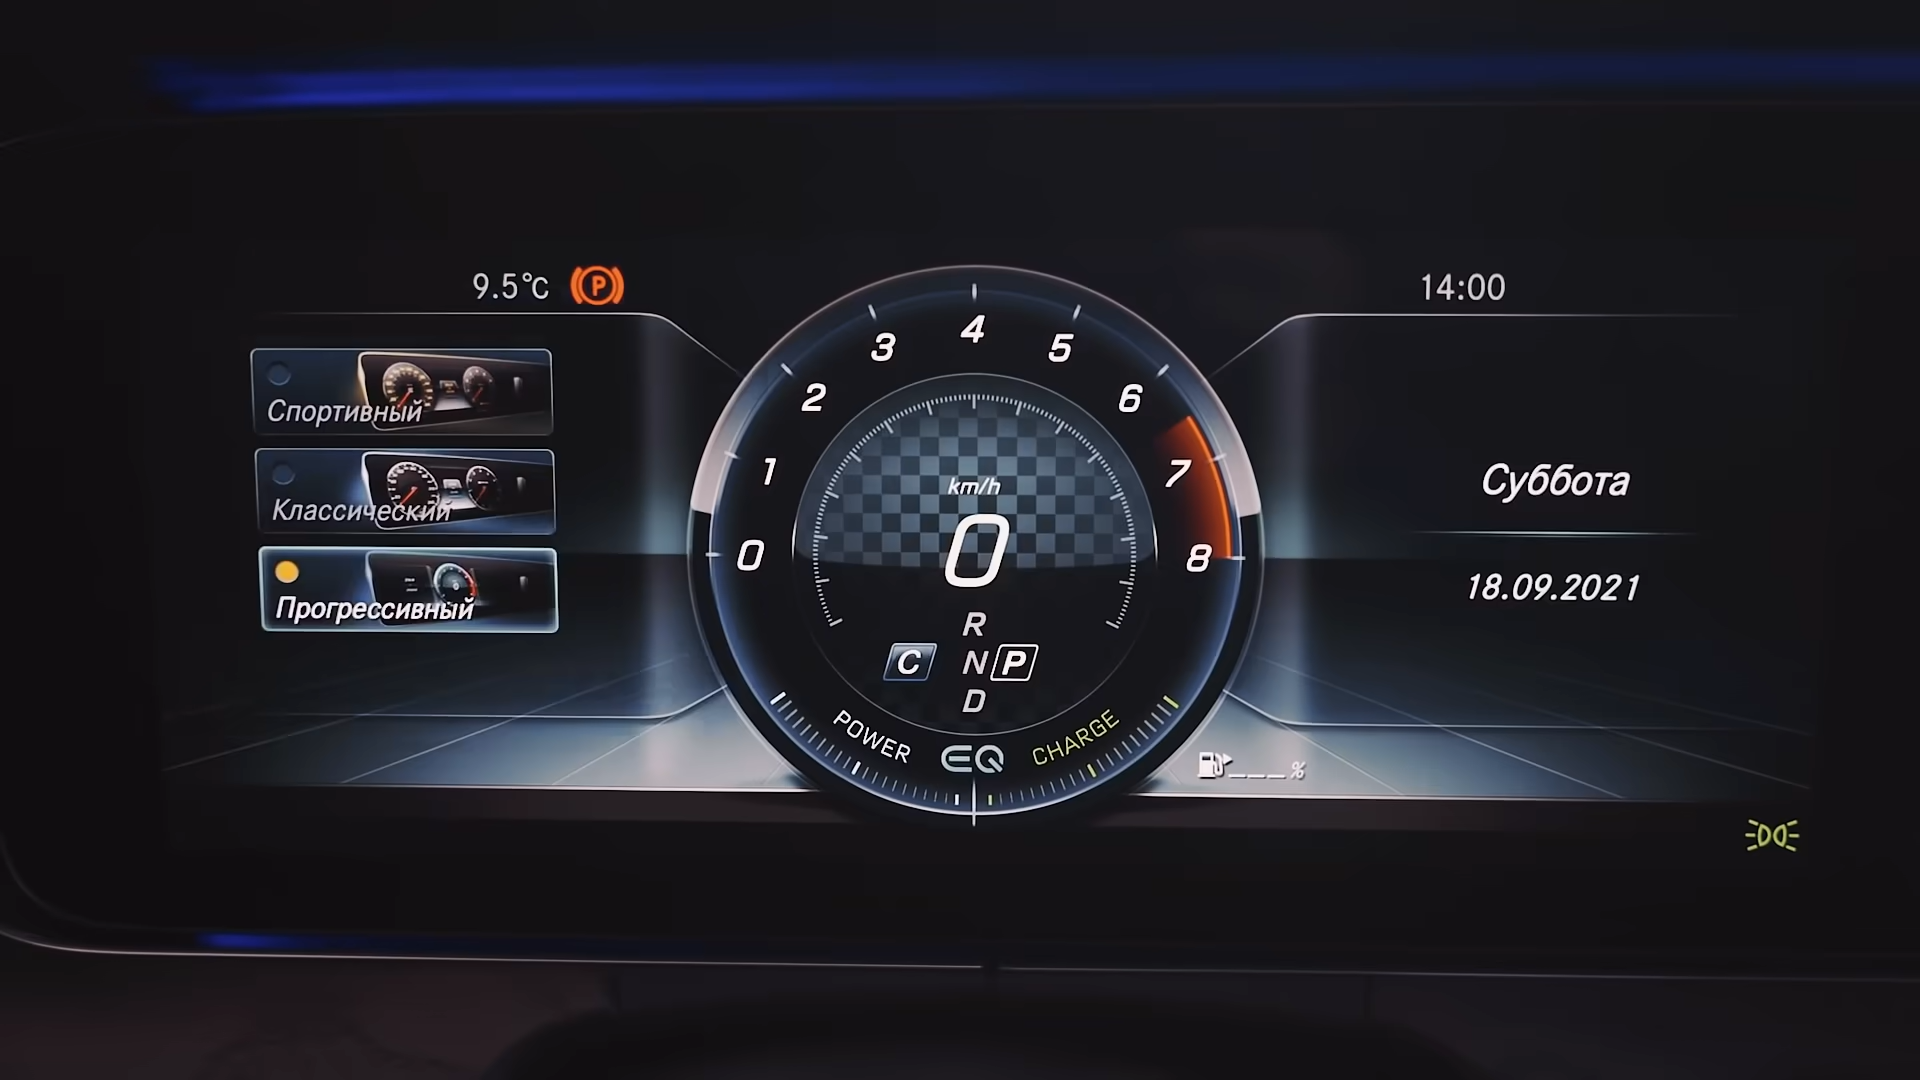 9.5°C
P
14:00
Спортивный
Классический
Прогрессивный
0
1
2
3
4
5
6
7
8
km/h
0
R
C
N
P
D
POWER
EQ
CHARGE
___%
Суббота
18.09.2021